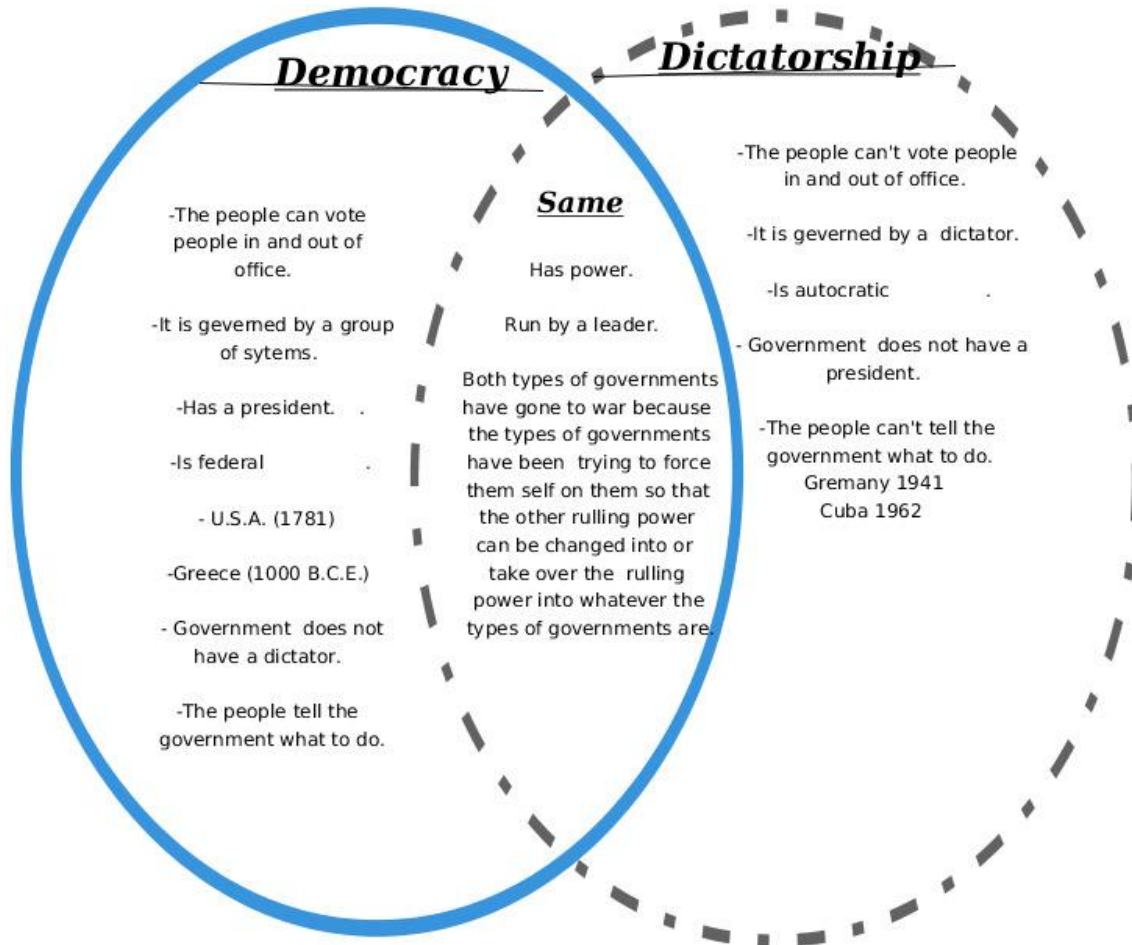 Democracy
-The people can vote
people in and out of
office.
-It is geverned by a group
of sytems.
-Has a president. .
-Is federal .
- U.S.A. (1781)
-Greece (1000 B.C.E.)
- Government does not
have a dictator.
-The people tell the
government what to do.
Same
Has power.
Run by a leader.
Both types of governments
have gone to war because
the types of governments
have been trying to force
them self on them so that
the other rulling power
can be changed into or
take over the rulling
power into whatever the
types of governments are.
Dictatorship
-The people can't vote people
in and out of office.
-It is geverned by a dictator.
-Is autocratic .
- Government does not have a
president.
-The people can't tell the
government what to do.
Gremany 1941
Cuba 1962